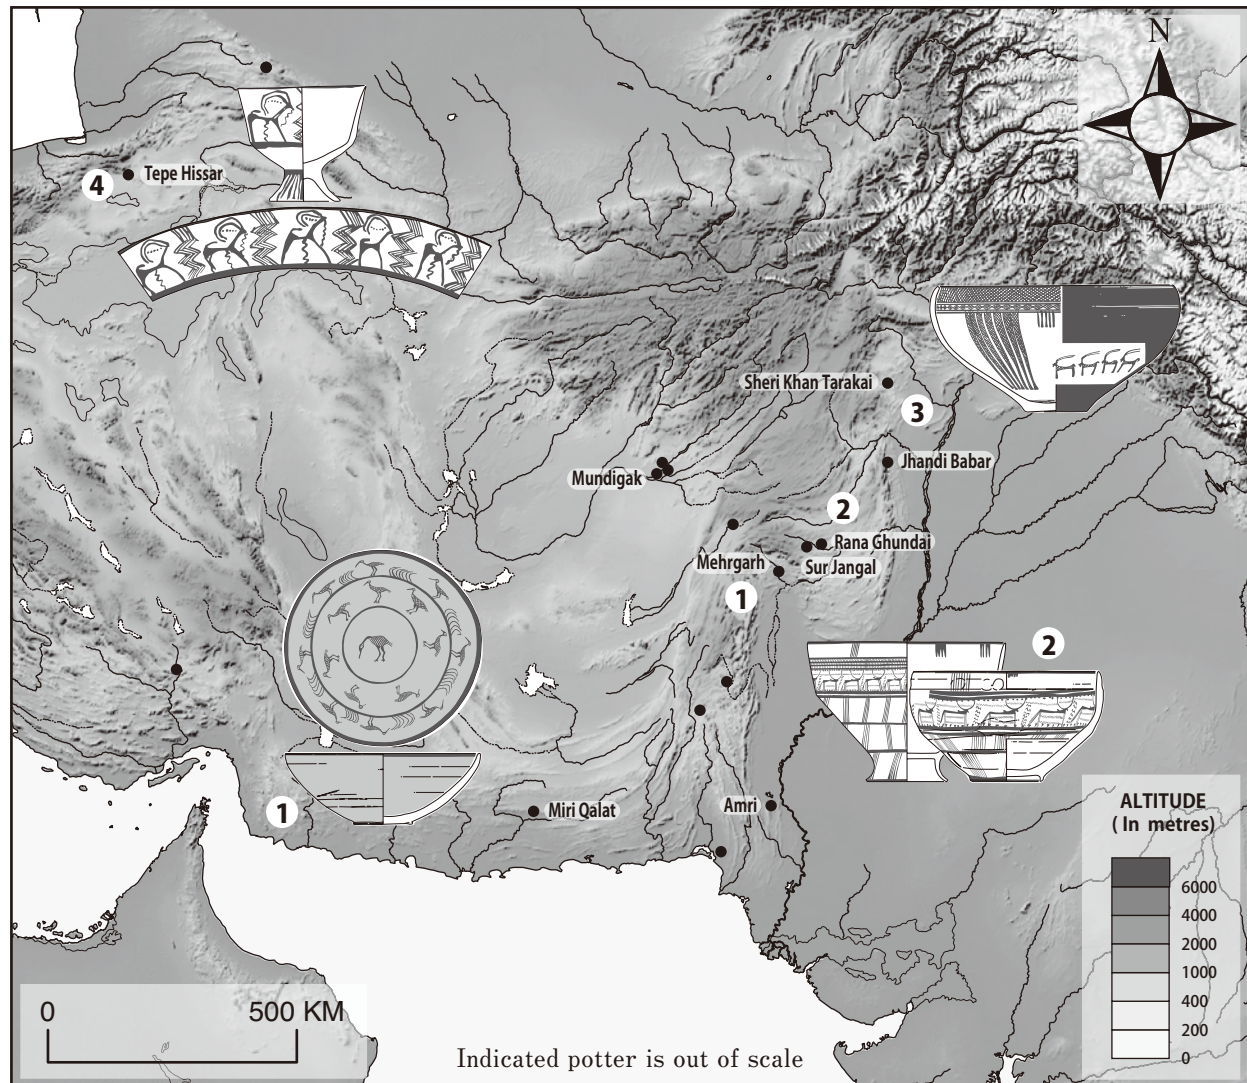 N
4
Tepe Hissar
Sheri Khan Tarakai
3
Jhandi Babar
Mundigak
2
Rana Ghundai
Mehrgarh
Sur Jangal
1
2
1
Miri Qalat
Amri
ALTITUDE
( In metres)
6000
4000
2000
1000
400
200
0
0 500 KM
Indicated potter is out of scale